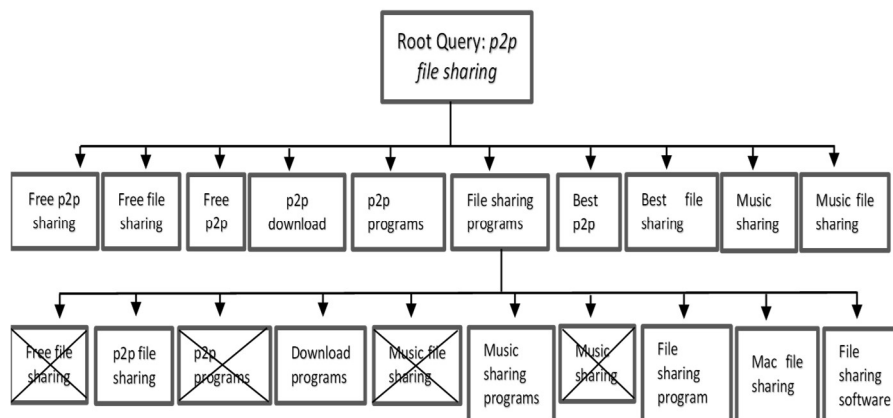 Root Query: p2p
file sharing
Free p2p
sharing
Free file
sharing
Free
p2p
p2p
download
p2p
programs
File sharing
programs
Best
p2p
Best file
sharing
Music
sharing
Music file
sharing
Free file
sharing
p2p file
sharing
p2p
programs
Download
programs
Music file
sharing
Music
sharing
programs
Music
sharing
File
sharing
program
Mac file
sharing
File
sharing
software